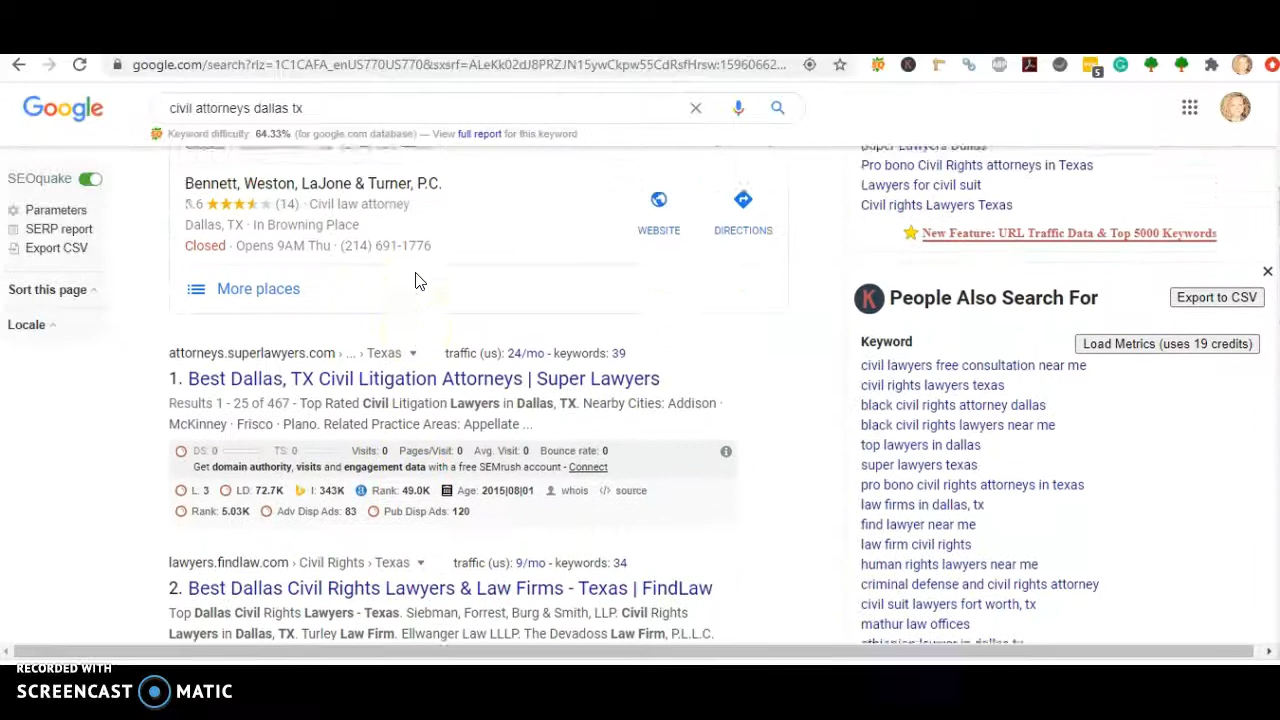 google.com/search?rlz=1C1CAFA_enUS770US770&sxsrf=ALeKk02dJ8PRZJN15ywCkpw55CdRsfHrsw:15960662...
5
Google
civil attorneys dallas tx
Keyword difficulty 64.33% (for google.com database) — View full report for this keyword
SEOquake
Parameters
SERP report
Export CSV
Sort this page
Locale
Bennett, Weston, LaJone & Turner, P.C.
3.6 (14) · Civil law attorney
Dallas, TX · In Browning Place
Closed · Opens 9AM Thu · (214) 691-1776
WEBSITE
DIRECTIONS
More places
attorneys.superlawyers.com › ... › Texas traffic (us): 24/mo - keywords: 39
1. Best Dallas, TX Civil Litigation Attorneys | Super Lawyers
Results 1 - 25 of 467 - Top Rated Civil Litigation Lawyers in Dallas, TX. Nearby Cities: Addison ·
McKinney · Frisco · Plano. Related Practice Areas: Appellate ...
DS: 0 TS: 0 Visits: 0 Pages/Visit: 0 Avg. Visit: 0 Bounce rate: 0
Get domain authority, visits and engagement data with a free SEMrush account - Connect
L: 3 LD: 72.7K I: 343K Rank: 49.0K Age: 2015|08|01 whois source
Rank: 5.03K Adv Disp Ads: 83 Pub Disp Ads: 120
lawyers.findlaw.com › Civil Rights › Texas traffic (us): 9/mo - keywords: 34
2. Best Dallas Civil Rights Lawyers & Law Firms - Texas | FindLaw
Top Dallas Civil Rights Lawyers - Texas. Siebman, Forrest, Burg & Smith, LLP. Civil Rights
Lawyers in Dallas, TX. Turley Law Firm. Ellwanger Law LLLP. The Devadoss Law Firm, P.L.L.C.
Super Lawyers Dallas
Pro bono Civil Rights attorneys in Texas
Lawyers for civil suit
Civil rights Lawyers Texas
New Feature: URL Traffic Data & Top 5000 Keywords
K People Also Search For
Export to CSV
Keyword
Load Metrics (uses 19 credits)
civil lawyers free consultation near me
civil rights lawyers texas
black civil rights attorney dallas
black civil rights lawyers near me
top lawyers in dallas
super lawyers texas
pro bono civil rights attorneys in texas
law firms in dallas, tx
find lawyer near me
law firm civil rights
human rights lawyers near me
criminal defense and civil rights attorney
civil suit lawyers fort worth, tx
mathur law offices
ethiopian lawyer in dallas tx
RECORDED WITH
SCREENCAST MATIC